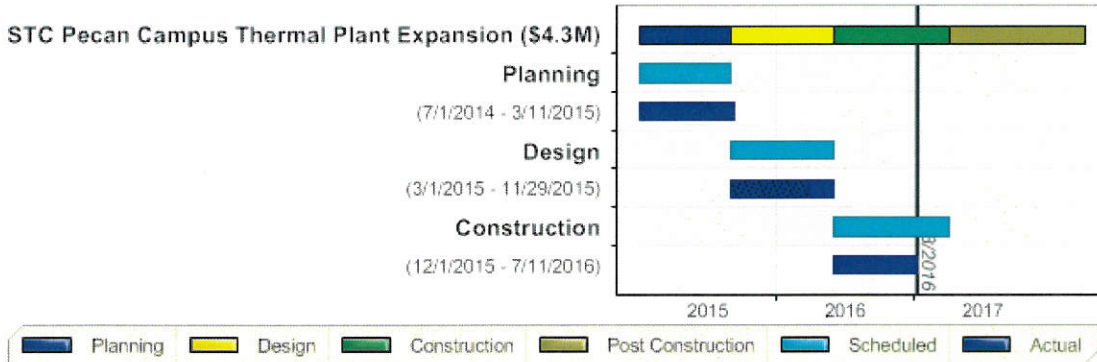 STC Pecan Campus Thermal Plant Expansion ($4.3M)
Planning
(7/1/2014 - 3/11/2015)
Design
(3/1/2015 - 11/29/2015)
Construction
(12/1/2015 - 7/11/2016)
3/2016
2015 2016 2017
Planning Design Construction Post Construction Scheduled Actual